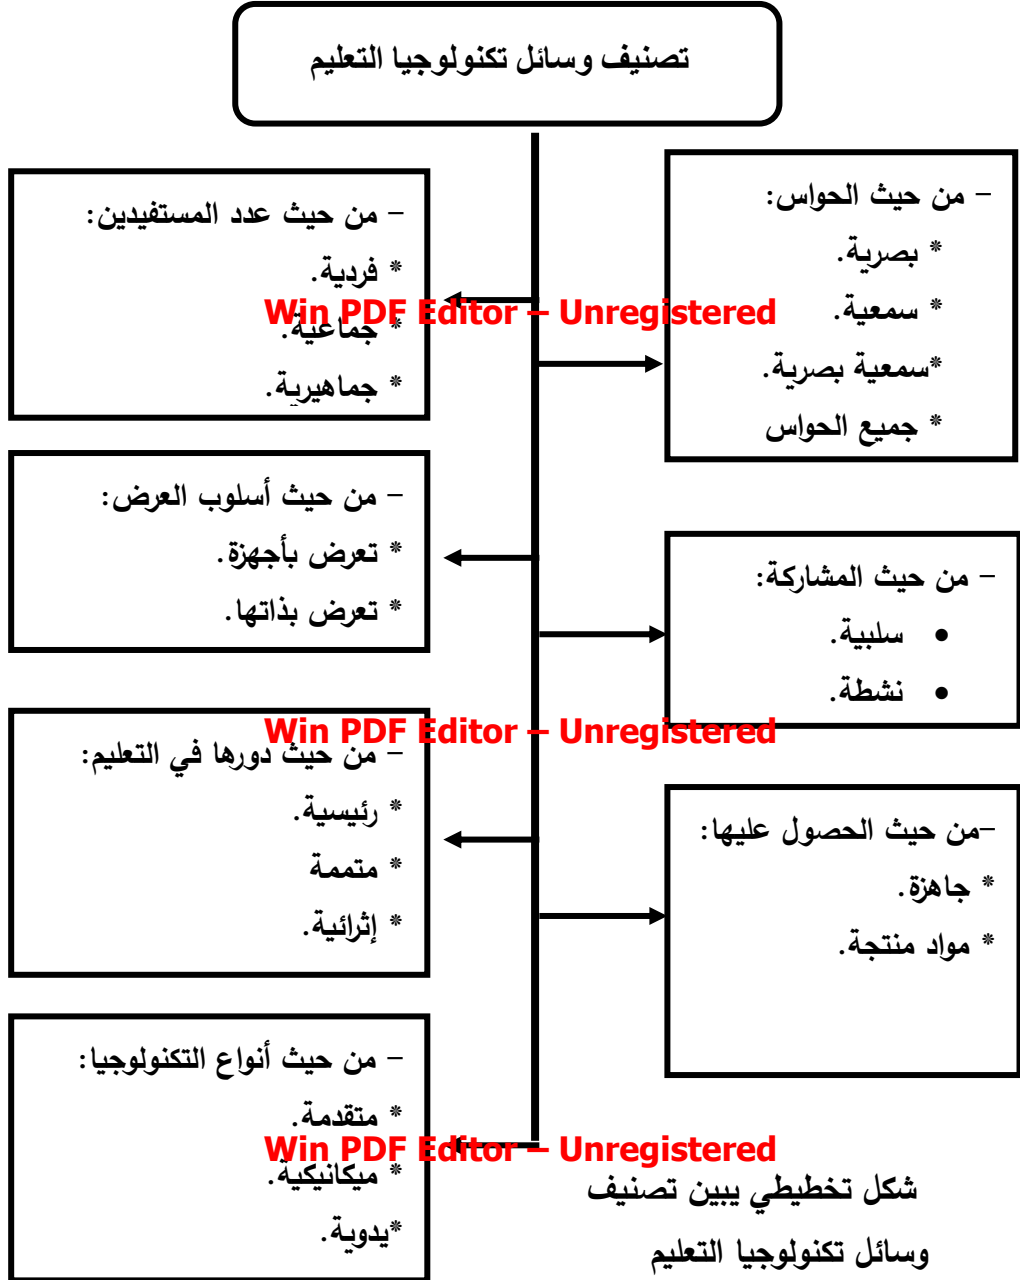 تصنيف وسائل تكنولوجيا التعليم
– من حيث الحواس:
* بصرية.
* سمعية.
*سمعية بصرية.
* جميع الحواس
– من حيث عدد المستفيدين:
* فردية.
Win PDF Editor – Unregistered
* جماعية.
* جماهيرية.
– من حيث أسلوب العرض:
* تعرض بأجهزة.
* تعرض بذاتها.
– من حيث المشاركة:
• سلبية.
• نشطة.
Win PDF Editor – Unregistered
– من حيث دورها في التعليم:
* رئيسية.
* متممة
* إثرائية.
–من حيث الحصول عليها:
* جاهزة.
* مواد منتجة.
– من حيث أنواع التكنولوجيا:
* متقدمة.
Win PDF Editor – Unregistered
* ميكانيكية.
*يدوية.
شكل تخطيطي يبين تصنيف
وسائل تكنولوجيا التعليم